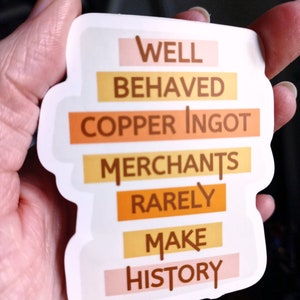 WELL
BEHAVED
COPPER INGOT
MERCHANTS
RARELY
MAKE
HISTORY